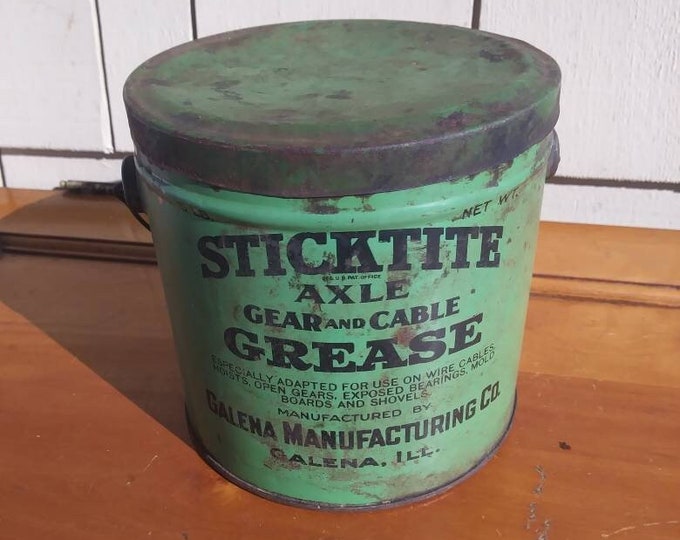 LB.
NET WT.
STICKTITE
REG. U.S. PAT. OFFICE
AXLE
GEAR AND CABLE
GREASE
ESPECIALLY ADAPTED FOR USE ON WIRE CABLES,
HOISTS, OPEN GEARS, EXPOSED BEARINGS, MOLD
BOARDS AND SHOVELS
MANUFACTURED BY
GALENA MANUFACTURING CO.
GALENA, ILL.